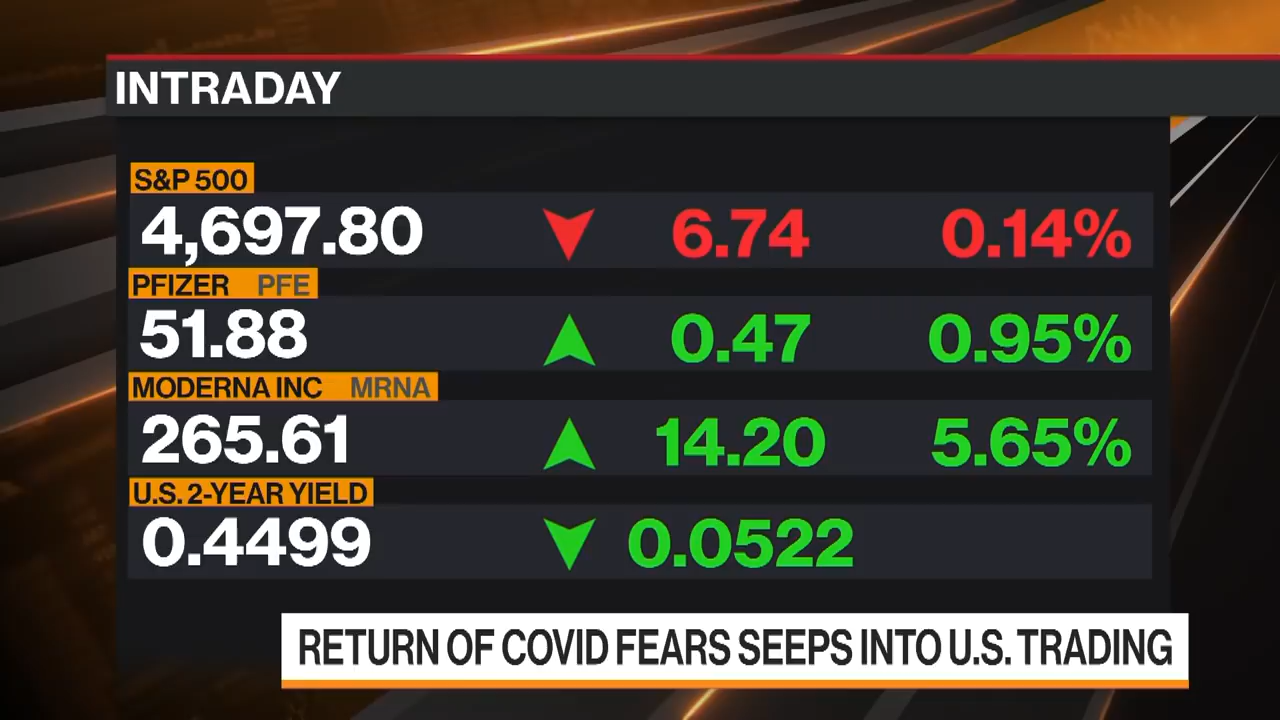 INTRADAY
S&P 500
4,697.80 6.74 0.14%
PFIZER PFE
51.88 0.47 0.95%
MODERNA INC MRNA
265.61 14.20 5.65%
U.S. 2-YEAR YIELD
0.4499 0.0522
RETURN OF COVID FEARS SEEPS INTO U.S. TRADING